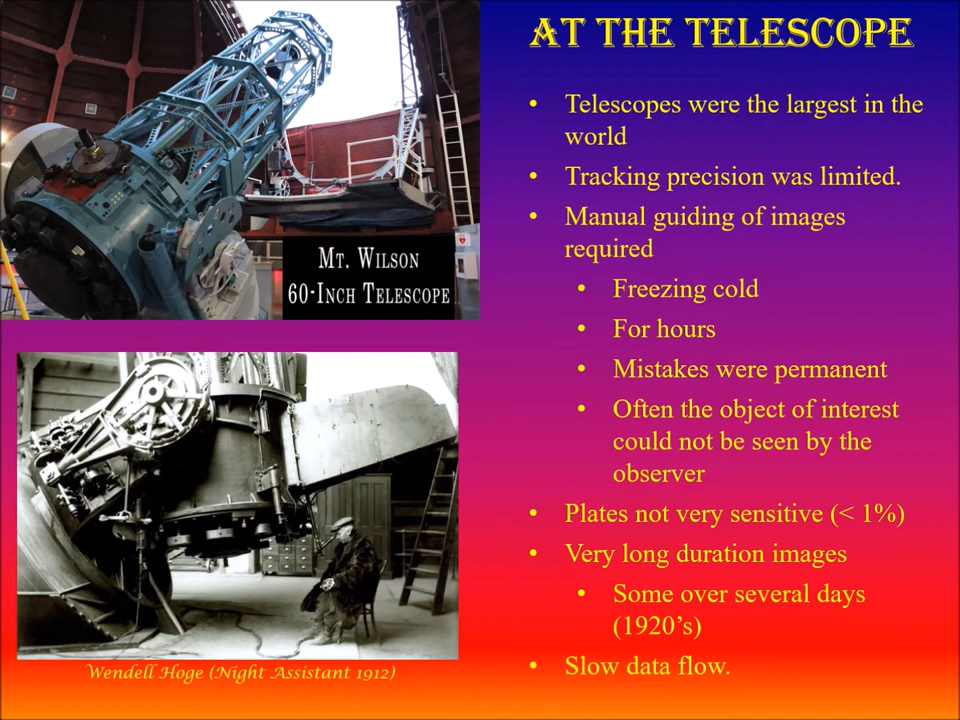 AT THE TELESCOPE
• Telescopes were the largest in the
world
• Tracking precision was limited.
• Manual guiding of images
required
• Freezing cold
• For hours
• Mistakes were permanent
• Often the object of interest
could not be seen by the
observer
• Plates not very sensitive (< 1%)
• Very long duration images
• Some over several days
(1920’s)
• Slow data flow.
MT. WILSON
60-INCH TELESCOPE
Wendell Hoge (Night Assistant 1912)